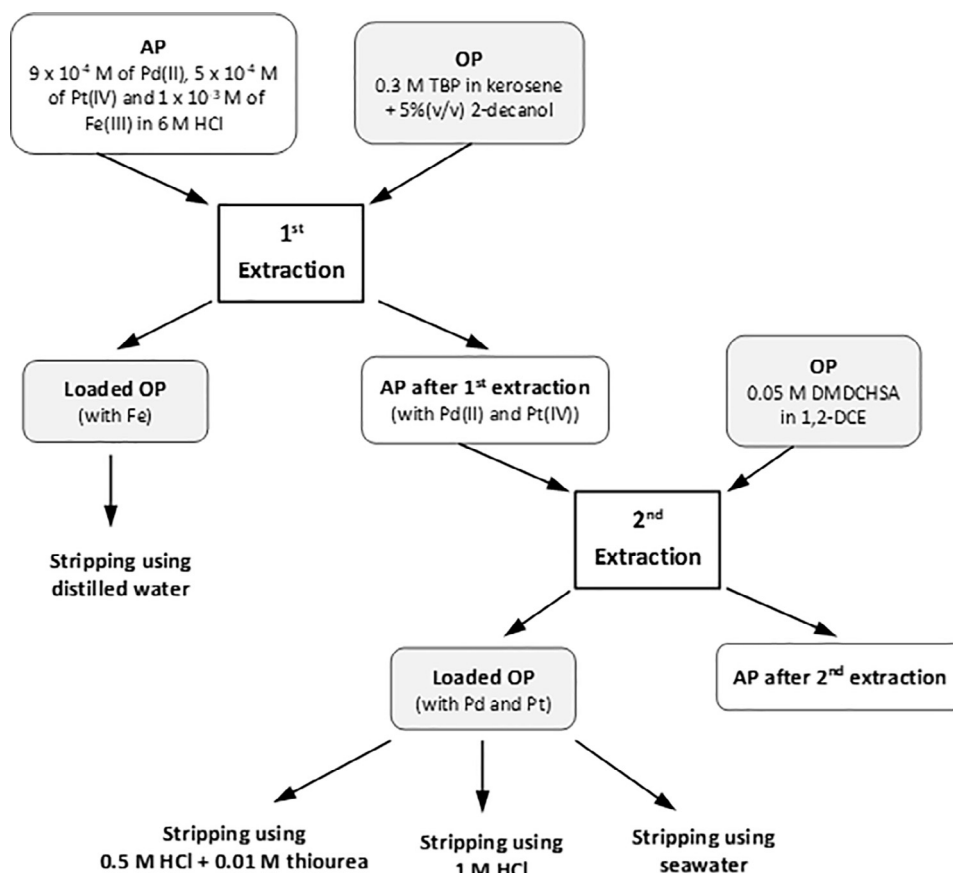 AP
9 x 10⁻⁴ M of Pd(II), 5 x 10⁻⁴ M
of Pt(IV) and 1 x 10⁻³ M of
Fe(III) in 6 M HCl
OP
0.3 M TBP in kerosene
+ 5%(v/v) 2-decanol
1st
Extraction
Loaded OP
(with Fe)
AP after 1st extraction
(with Pd(II) and Pt(IV))
OP
0.05 M DMDCHSA
in 1,2-DCE
Stripping using
distilled water
2nd
Extraction
Loaded OP
(with Pd and Pt)
AP after 2nd extraction
Stripping using
0.5 M HCl + 0.01 M thiourea
Stripping using
1 M HCl
Stripping using
seawater